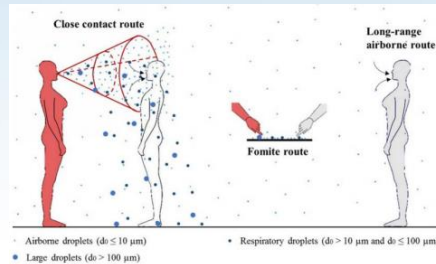 Close contact route
Long-range
airborne route
Fomite route
Airborne droplets (d₀ ≤ 10 μm)
Respiratory droplets (d₀ > 10 μm and d₀ ≤ 100 μm)
Large droplets (d₀ > 100 μm)